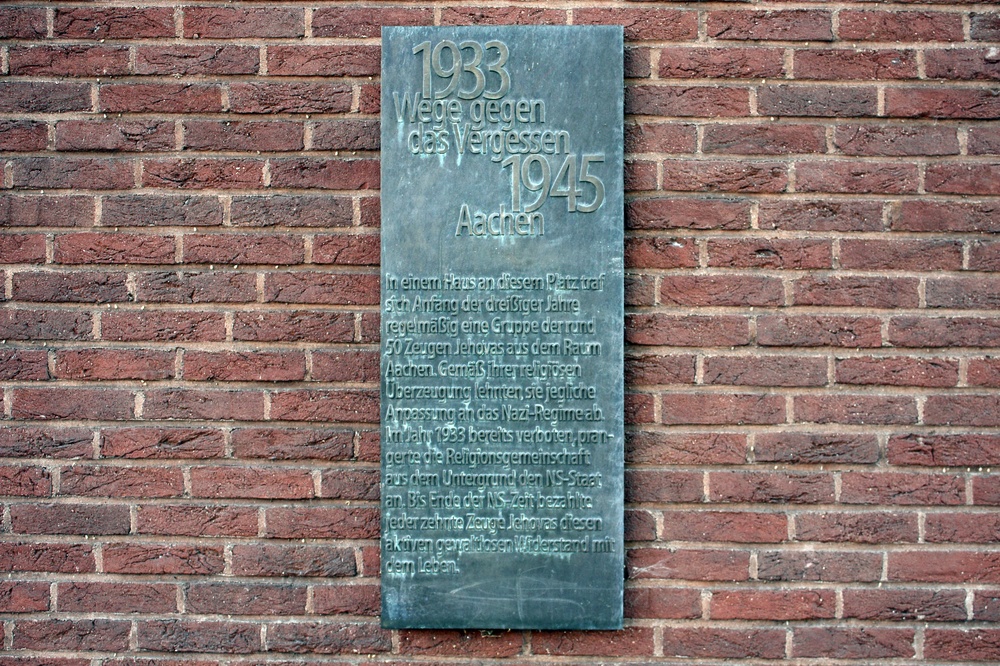 1933
Wege gegen
das Vergessen
1945
Aachen
In einem Haus an diesem Platz traf
sich Anfang der dreißiger Jahre
regelmäßig eine Gruppe der rund
50 Zeugen Jehovas aus dem Raum
Aachen. Gemäß ihrer religiösen
Überzeugung lehnten sie jegliche
Anpassung an das Nazi-Regime ab.
Im Jahr 1933 bereits verboten, pran-
gerte die Religionsgemeinschaft
aus dem Untergrund den NS-Staat
an. Bis Ende der NS-Zeit bezahlte
jeder zehnte Zeuge Jehovas diesen
aktiven gewaltlosen Widerstand mit
dem Leben.